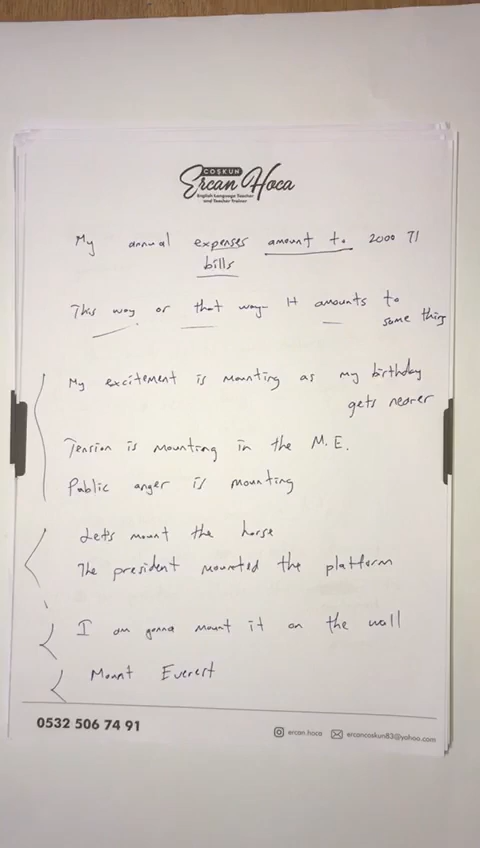 COSKUN
Ercan Hoca
English Language Teacher
and Teacher Trainer
My annual expenses amount to 2000 Tl
bills
This way or that way it amounts to
some thing
My excitement is mounting as my birthday
gets nearer
Tension is mounting in the M.E.
Public anger is mounting
Let's mount the horse
The president mounted the platform
I am gonna mount it on the wall
Mount Everest
0532 506 74 91
ercan.hoca
ercancoskun83@yahoo.com